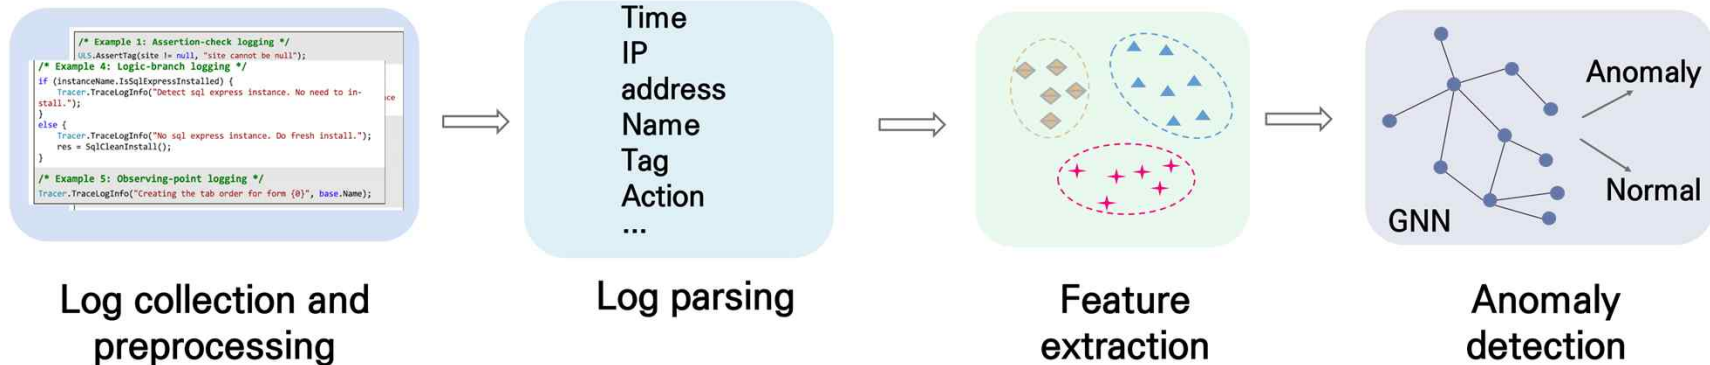 /* Example 1: Assertion-check logging */
ULS.AssertTag(site != null, "site cannot be null");
/* Example 4: Logic-branch logging */
if (instanceName.IsSqlExpressInstalled) {
Tracer.TraceLogInfo("Detect sql express instance. No need to in-
stall.");
}
else {
Tracer.TraceLogInfo("No sql express instance. Do fresh install.");
res = SqlCleanInstall();
}
/* Example 5: Observing-point logging */
Tracer.TraceLogInfo("Creating the tab order for form {0}", base.Name);
Log collection and
preprocessing
Time
IP
address
Name
Tag
Action
...
Log parsing
Feature
extraction
Anomaly
Normal
GNN
Anomaly
detection